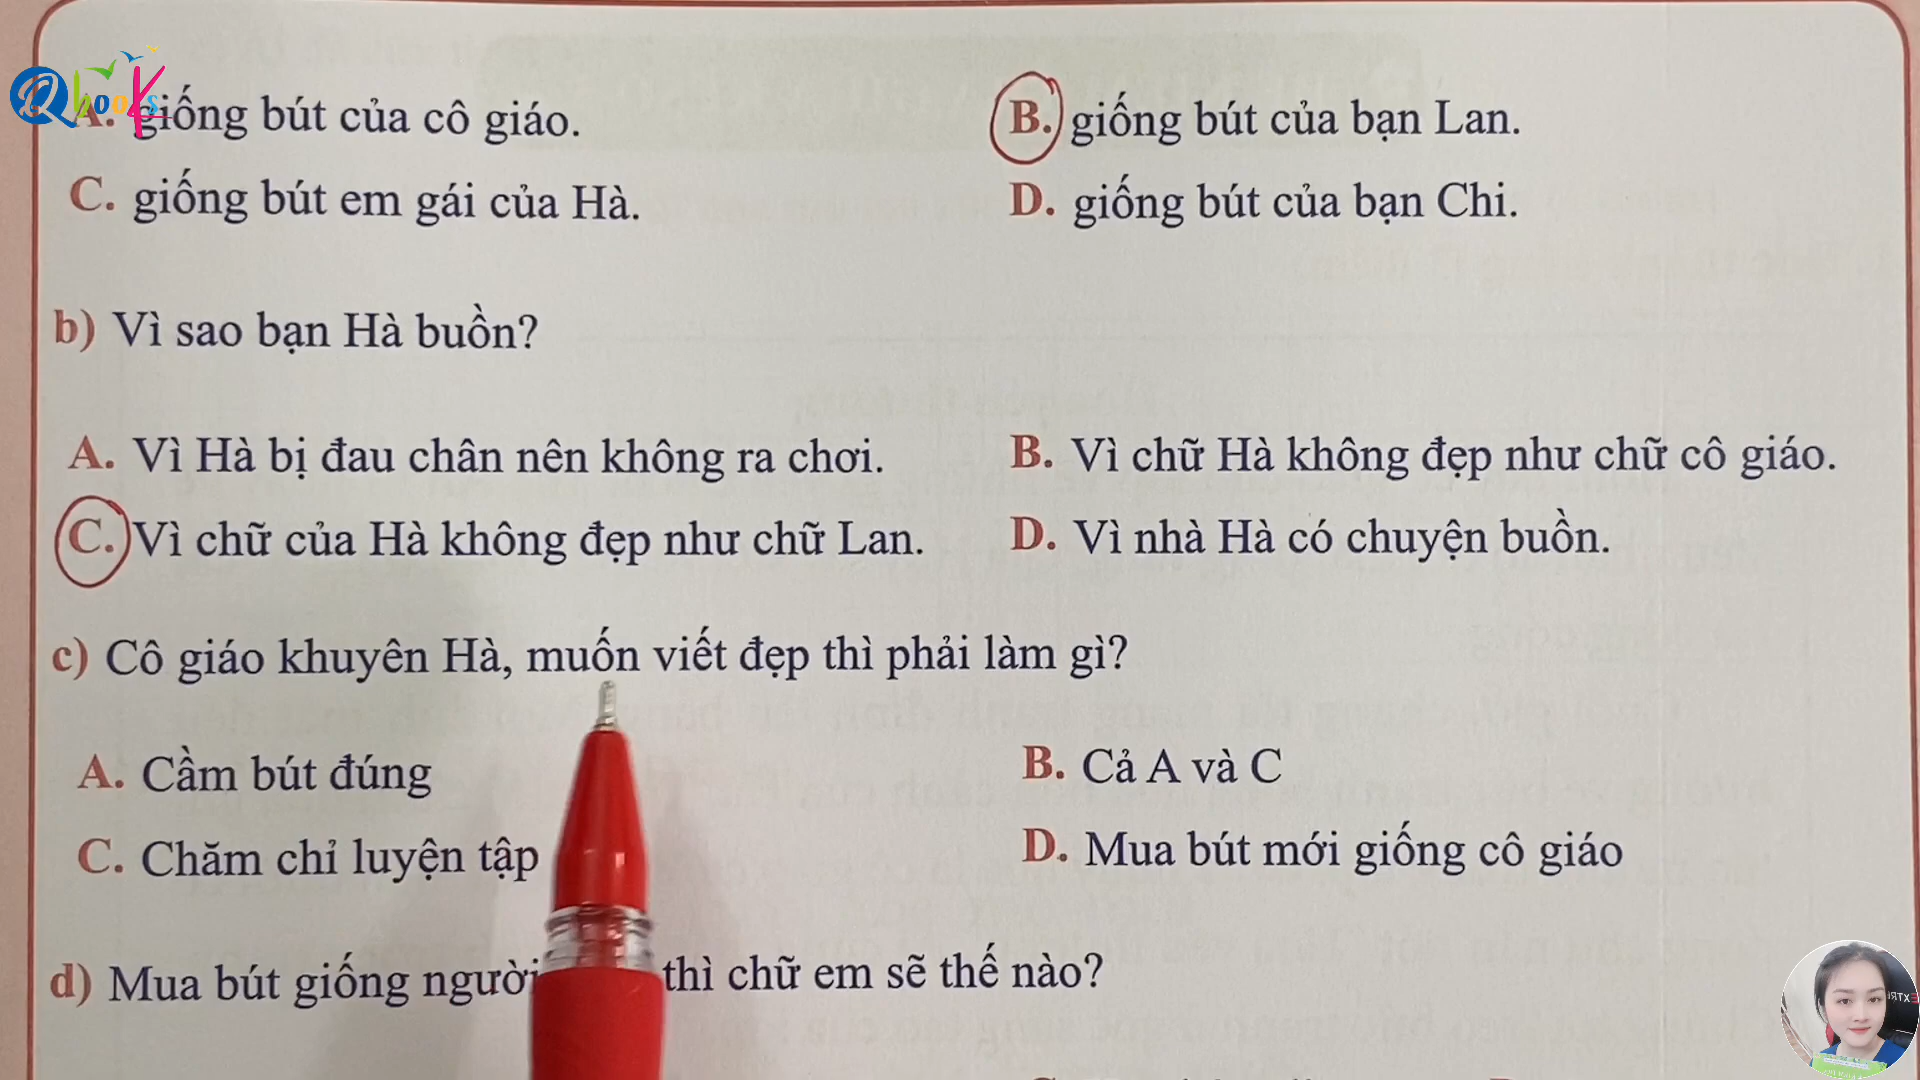 Qbooks
A. giống bút của cô giáo.
B. giống bút của bạn Lan.
C. giống bút em gái của Hà.
D. giống bút của bạn Chi.
b) Vì sao bạn Hà buồn?
A. Vì Hà bị đau chân nên không ra chơi.
B. Vì chữ Hà không đẹp như chữ cô giáo.
C. Vì chữ của Hà không đẹp như chữ Lan.
D. Vì nhà Hà có chuyện buồn.
c) Cô giáo khuyên Hà, muốn viết đẹp thì phải làm gì?
A. Cầm bút đúng
B. Cả A và C
C. Chăm chỉ luyện tập
D. Mua bút mới giống cô giáo
d) Mua bút giống người thì chữ em sẽ thế nào?